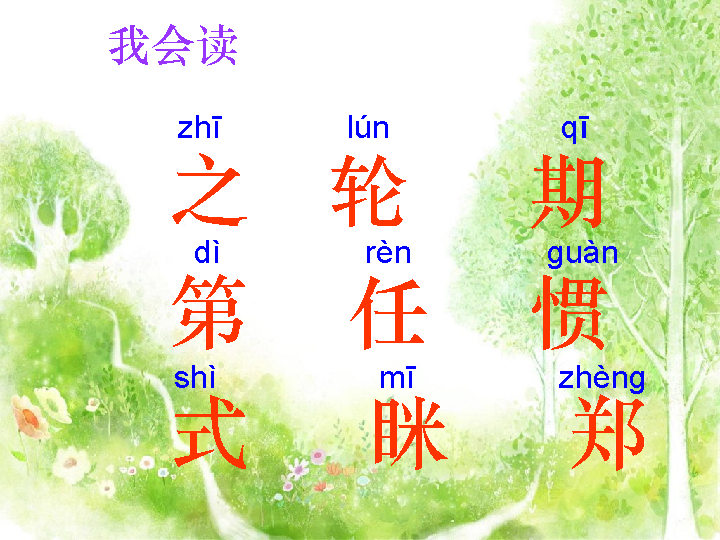 我会读
zhī lún qī
之 轮 期
dì rèn guàn
第 任 惯
shì mī zhèng
式 眯 郑